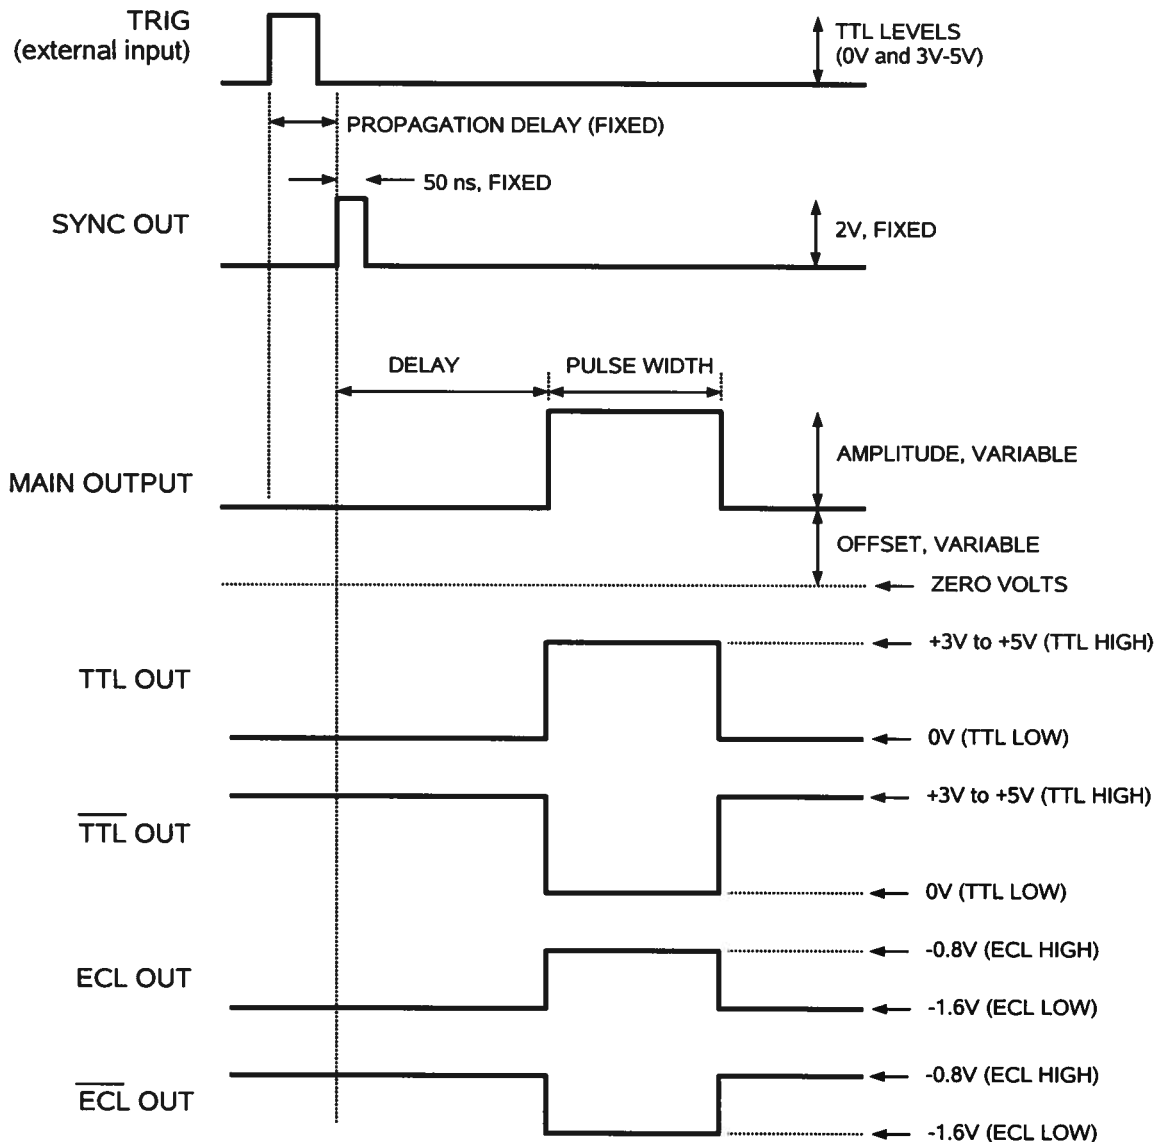 TRIG
(external input)
TTL LEVELS
(0V and 3V-5V)
PROPAGATION DELAY (FIXED)
50 ns, FIXED
SYNC OUT
2V, FIXED
DELAY
PULSE WIDTH
AMPLITUDE, VARIABLE
MAIN OUTPUT
OFFSET, VARIABLE
ZERO VOLTS
+3V to +5V (TTL HIGH)
TTL OUT
0V (TTL LOW)
+3V to +5V (TTL HIGH)
T̅T̅L̅ OUT
0V (TTL LOW)
-0.8V (ECL HIGH)
ECL OUT
-1.6V (ECL LOW)
-0.8V (ECL HIGH)
E̅C̅L̅ OUT
-1.6V (ECL LOW)